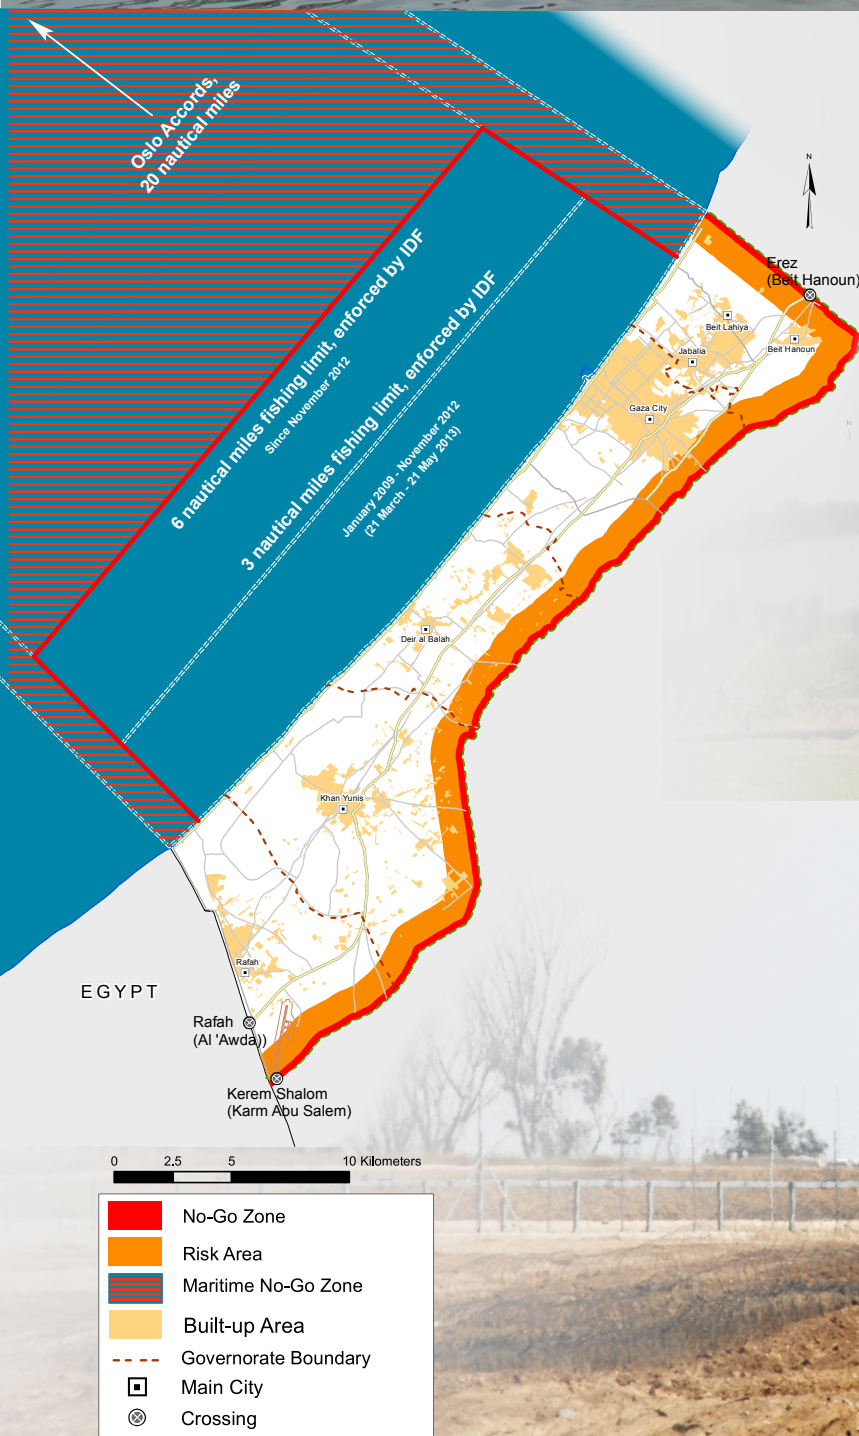 Oslo Accords,
20 nautical miles
N
6 nautical miles fishing limit, enforced by IDF
Since November 2012
3 nautical miles fishing limit, enforced by IDF
January 2009 - November 2012
(21 March - 21 May 2013)
Erez
(Beit Hanoun)
Beit Lahiya
Beit Hanoun
Jabalia
Gaza City
N
Deir al Balah
Khan Yunis
Rafah
EGYPT
Rafah
(Al 'Awda))
Kerem Shalom
(Karm Abu Salem)
0 2.5 5 10 Kilometers
No-Go Zone
Risk Area
Maritime No-Go Zone
Built-up Area
Governorate Boundary
Main City
Crossing